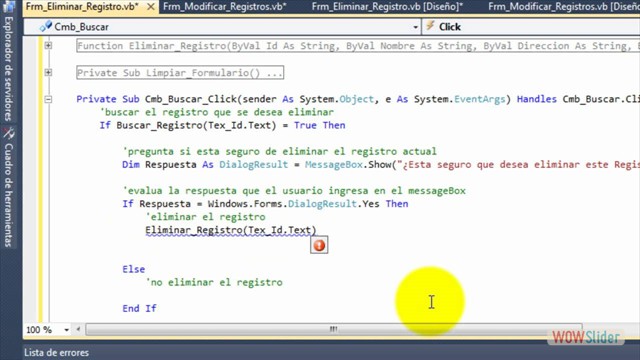 Frm_Eliminar_Registro.vb* Frm_Modificar_Registros.vb* Frm_Eliminar_Registro.vb [Diseño]* Frm_Modificar_Registros.vb [Diseño]
Cmb_Buscar Click
Function Eliminar_Registro(ByVal Id As String, ByVal Nombre As String, ByVal Direccion As String,
Private Sub Limpiar_Formulario() ...
Private Sub Cmb_Buscar_Click(sender As System.Object, e As System.EventArgs) Handles Cmb_Buscar.Cli
'buscar el registro que se desea eliminar
If Buscar_Registro(Tex_Id.Text) = True Then
'pregunta si esta seguro de eliminar el registro actual
Dim Respuesta As DialogResult = MessageBox.Show("¿Esta seguro que desea eliminar este Regis
'evalua la respuesta que el usuario ingresa en el messageBox
If Respuesta = Windows.Forms.DialogResult.Yes Then
'eliminar el registro
Eliminar_Registro(Tex_Id.Text)
Else
'no eliminar el registro
End If
100 %
Lista de errores
Explorador de servidores
Cuadro de herramientas
WOWSlider